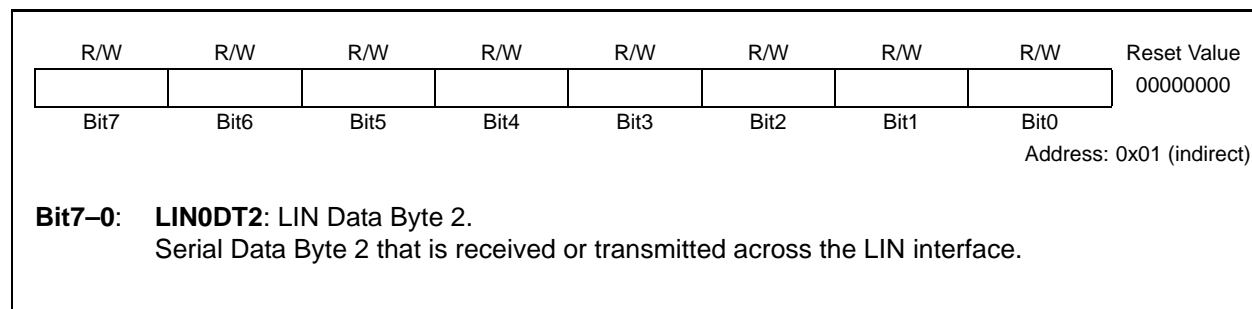 R/W R/W R/W R/W R/W R/W R/W R/W Reset Value
00000000
Bit7 Bit6 Bit5 Bit4 Bit3 Bit2 Bit1 Bit0
Address: 0x01 (indirect)
Bit7–0: LIN0DT2: LIN Data Byte 2.
Serial Data Byte 2 that is received or transmitted across the LIN interface.